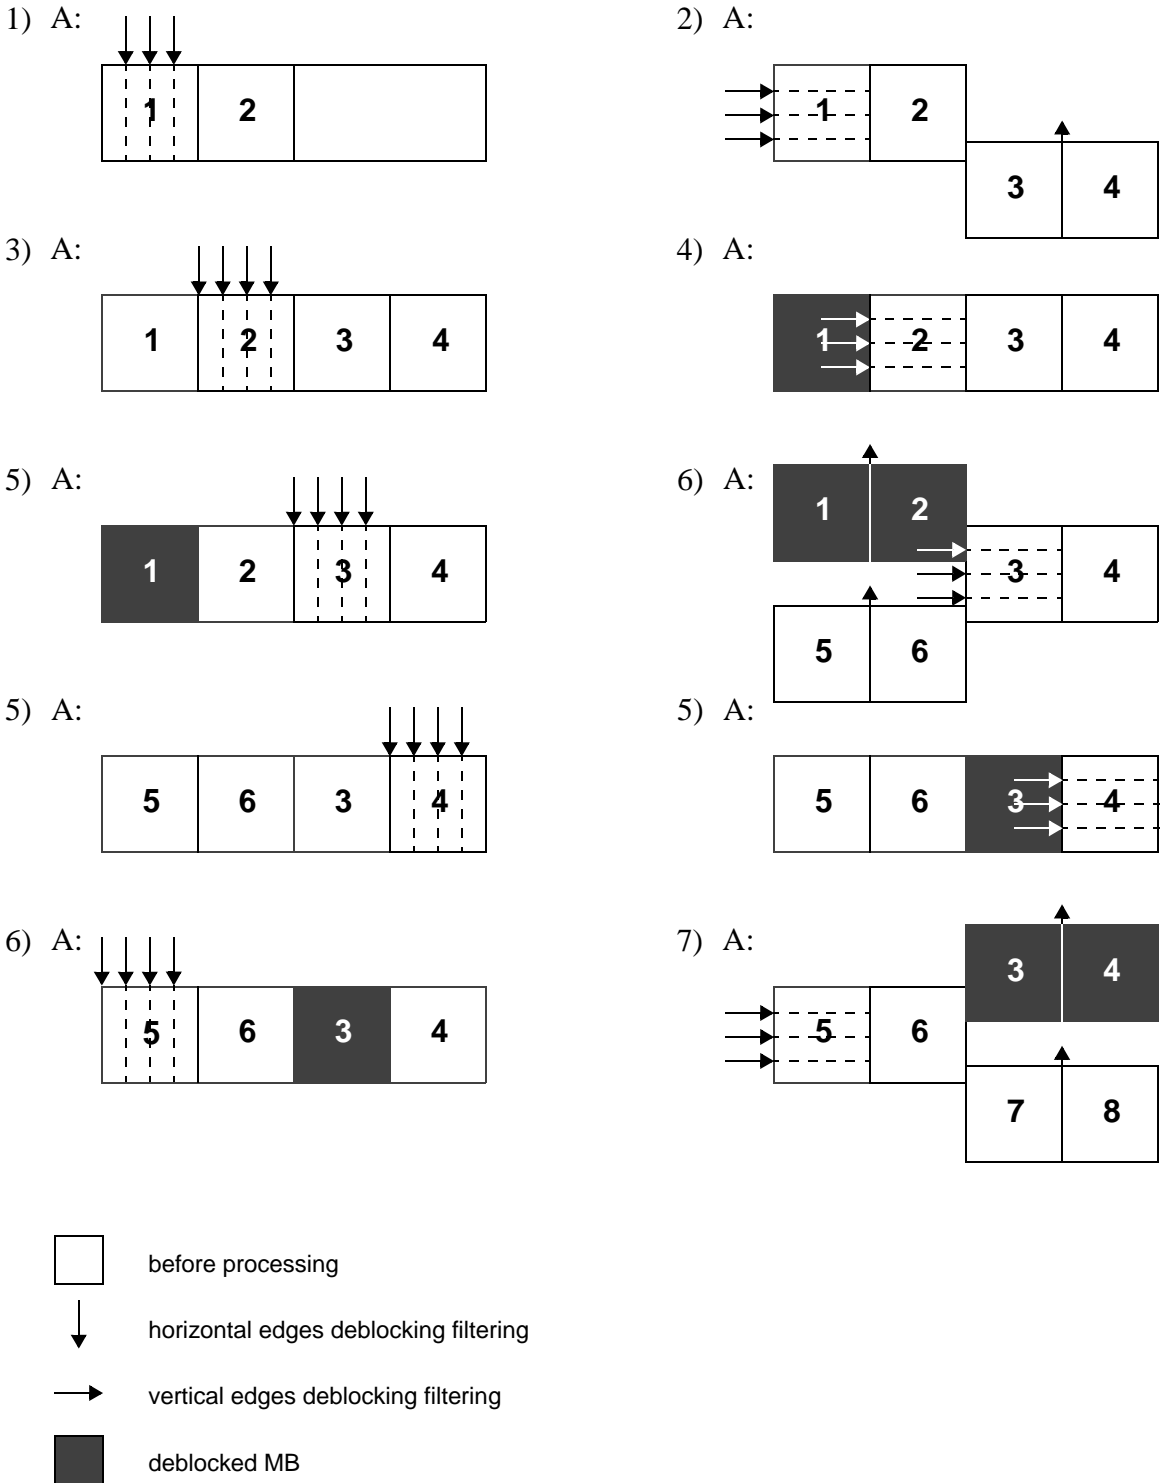 1) A:
2) A:
1 2
1 2
3 4
3) A:
4) A:
1 2 3 4
1 2 3 4
5) A:
6) A:
1 2 3 4
1 2
3 4
5 6
5) A:
5) A:
5 6 3 4
5 6 3 4
6) A:
7) A:
5 6 3 4
3 4
5 6
7 8
before processing
horizontal edges deblocking filtering
vertical edges deblocking filtering
deblocked MB